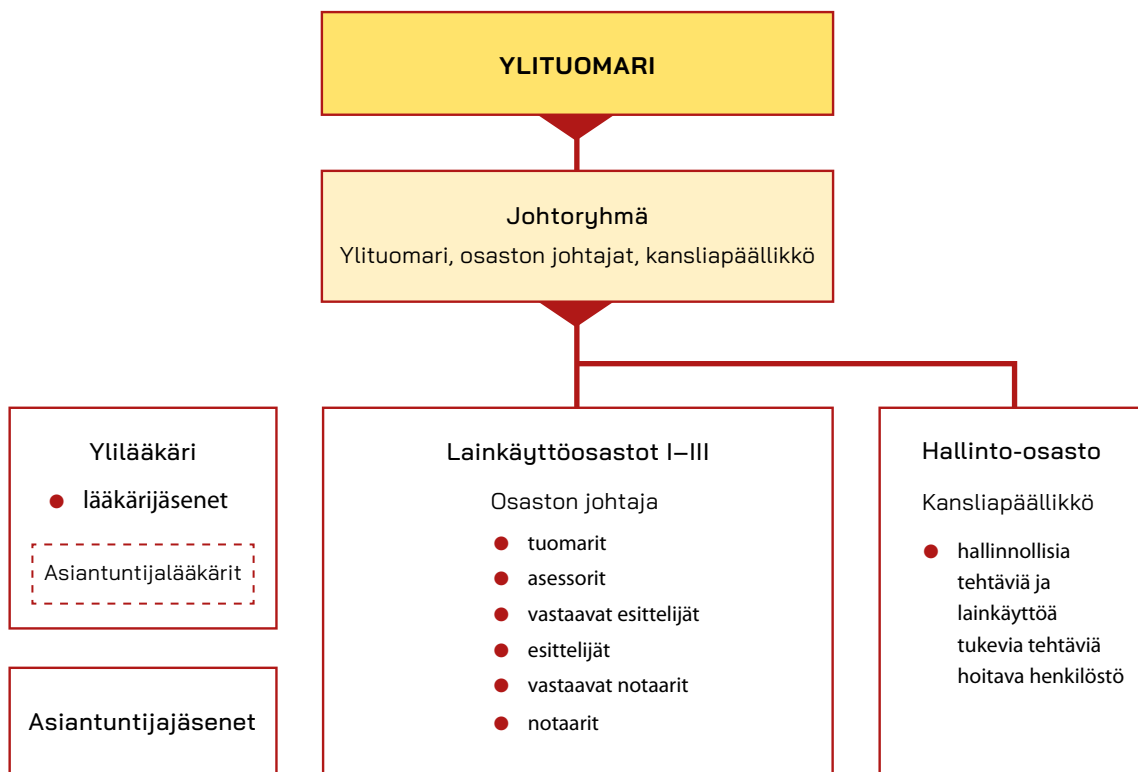 YLITUOMARI
Johtoryhmä
Ylituomari, osaston johtajat, kansliapäällikkö
Ylilääkäri
lääkärijäsenet
Asiantuntijalääkärit
Asiantuntijajäsenet
Lainkäyttöosastot I–III
Osaston johtaja
tuomarit
asessorit
vastaavat esittelijät
esittelijät
vastaavat notaarit
notaarit
Hallinto-osasto
Kansliapäällikkö
hallinnollisia
tehtäviä ja
lainkäyttöä
tukevia tehtäviä
hoitava henkilöstö